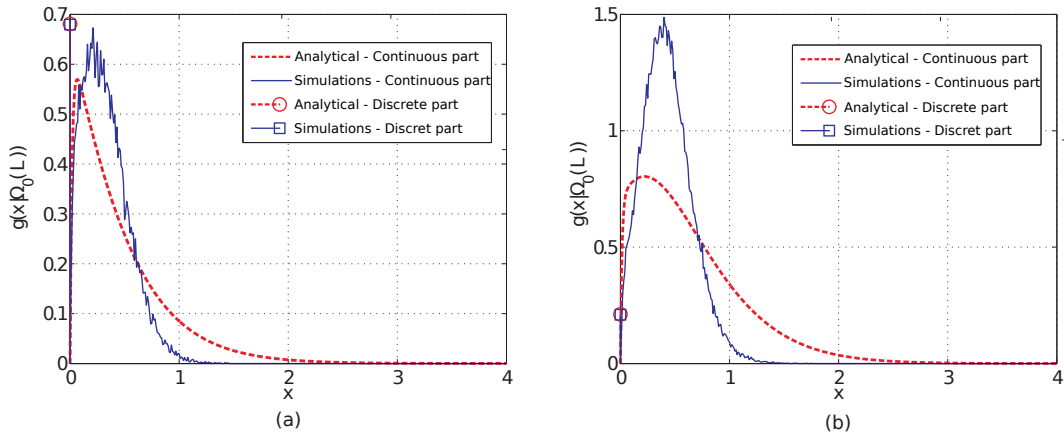 0.7
0.6
0.5
0.4
0.3
0.2
0.1
0
g(x|Ω₀(L))
Analytical - Continuous part
Simulations - Continuous part
Analytical - Discrete part
Simulations - Discret part
0 1 2 3 4
x
(a)
1.5
1
0.5
0
g(x|Ω₀(L))
Analytical - Continuous part
Simulations - Continuous part
Analytical - Discrete part
Simulations - Discret part
0 1 2 3 4
x
(b)